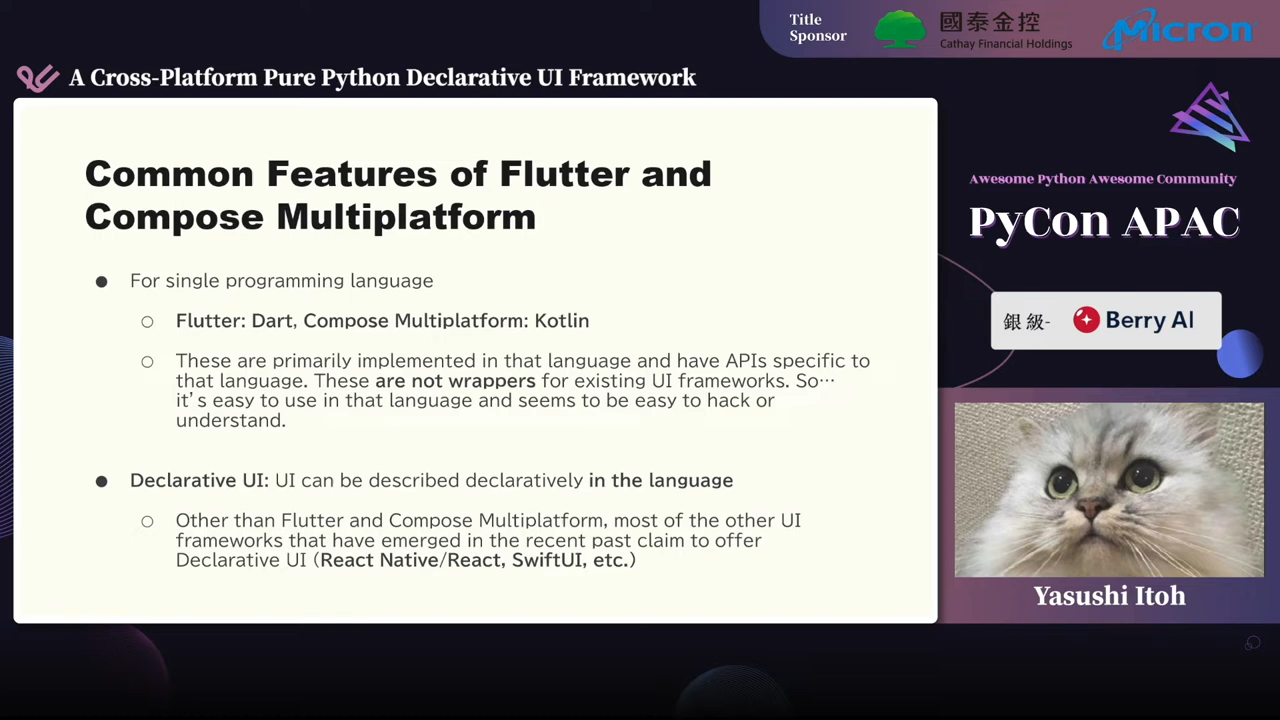 Title
Sponsor
國泰金控
Cathay Financial Holdings
Micron
A Cross-Platform Pure Python Declarative UI Framework
Common Features of Flutter and
Compose Multiplatform
● For single programming language
○ Flutter: Dart, Compose Multiplatform: Kotlin
○ These are primarily implemented in that language and have APIs specific to
that language. These are not wrappers for existing UI frameworks. So…
it's easy to use in that language and seems to be easy to hack or
understand.
● Declarative UI: UI can be described declaratively in the language
○ Other than Flutter and Compose Multiplatform, most of the other UI
frameworks that have emerged in the recent past claim to offer
Declarative UI (React Native/React, SwiftUI, etc.)
Awesome Python Awesome Community
PyCon APAC
銀級- Berry AI
Yasushi Itoh